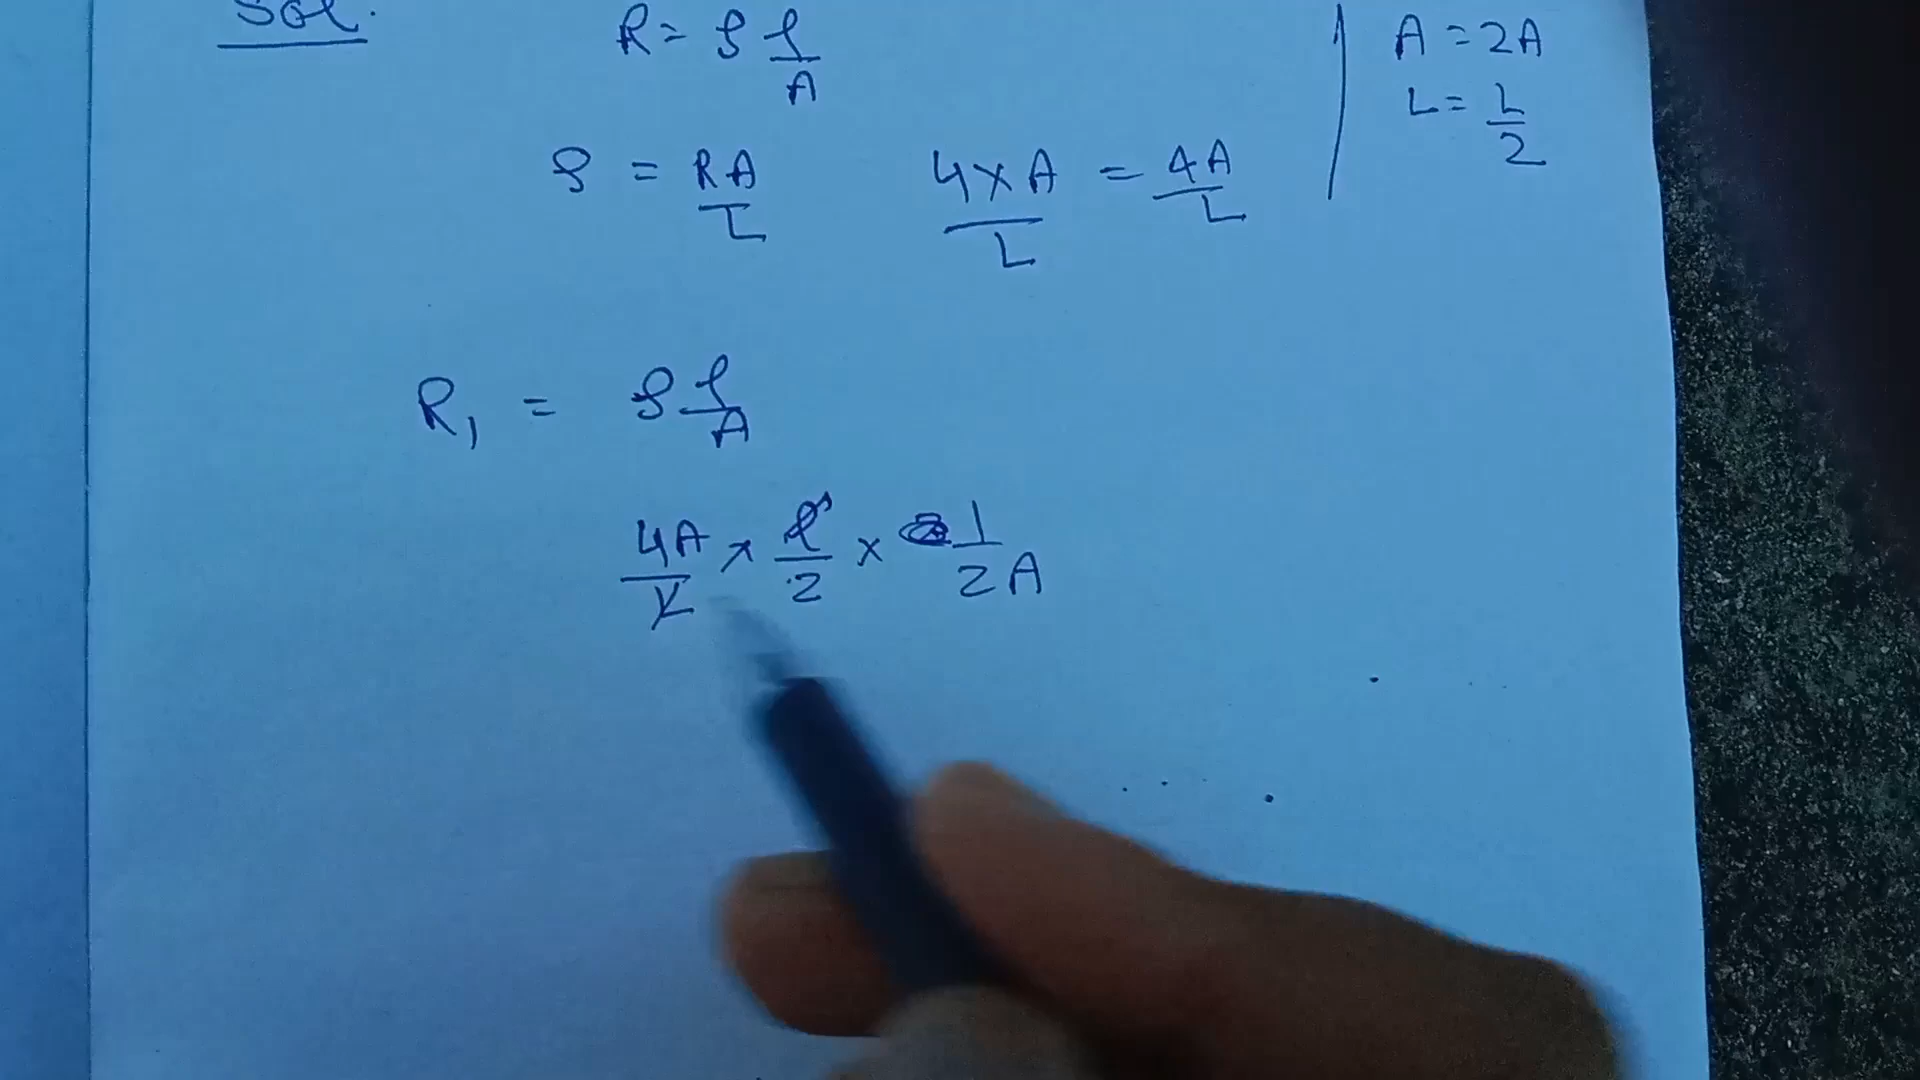 Sol.
R = ρ l/A
A = 2A
L = L/2
ρ = RA/L 4×A/L = 4A/L
R₁ = ρ l/A
4A/L × l/2 × 1/2A